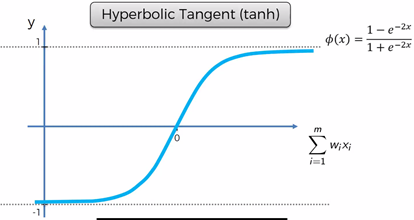 Hyperbolic Tangent (tanh)
y
1
ϕ(x) = (1 − e^{−2x}) / (1 + e^{−2x})
0
m
∑ wᵢxᵢ
i=1
-1